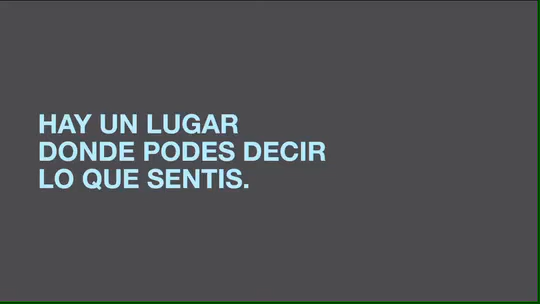 HAY UN LUGAR
DONDE PODES DECIR
LO QUE SENTIS.